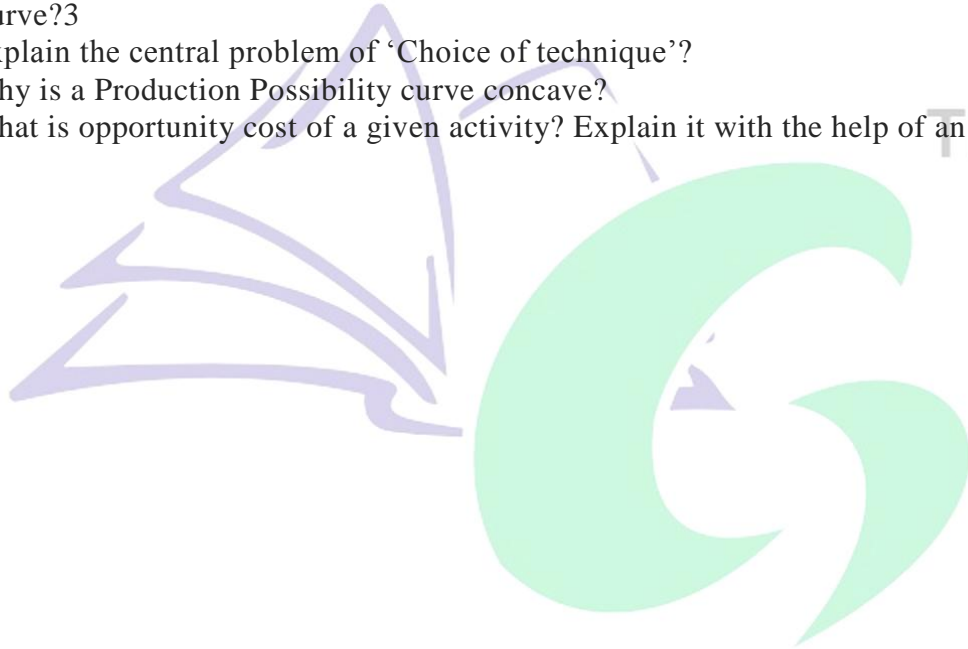 urve?3
xplain the central problem of ‘Choice of technique’?
hy is a Production Possibility curve concave?
hat is opportunity cost of a given activity? Explain it with the help of an
T